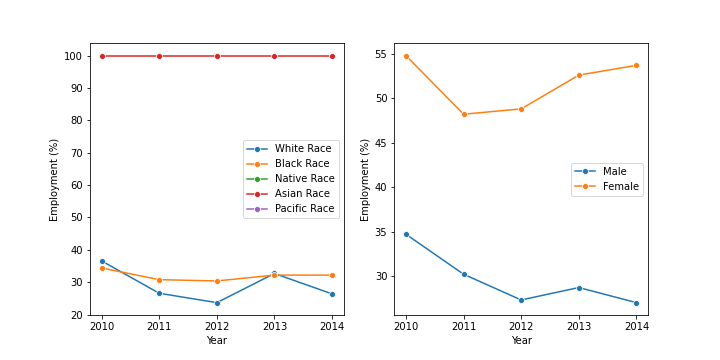 100
90
80
70
60
50
40
30
20
Employment (%)
White Race
Black Race
Native Race
Asian Race
Pacific Race
2010 2011 2012 2013 2014
Year
55
50
45
40
35
30
Employment (%)
Male
Female
2010 2011 2012 2013 2014
Year